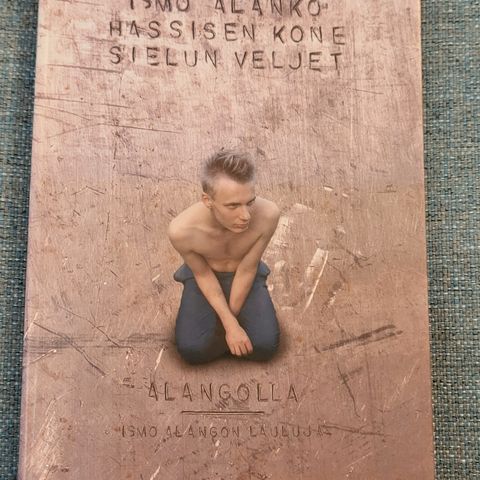 ISMO ALANKO
HASSISEN KONE
SIELUN VELJET
ALANGOLLA
ISMO ALANGON LAULUJA